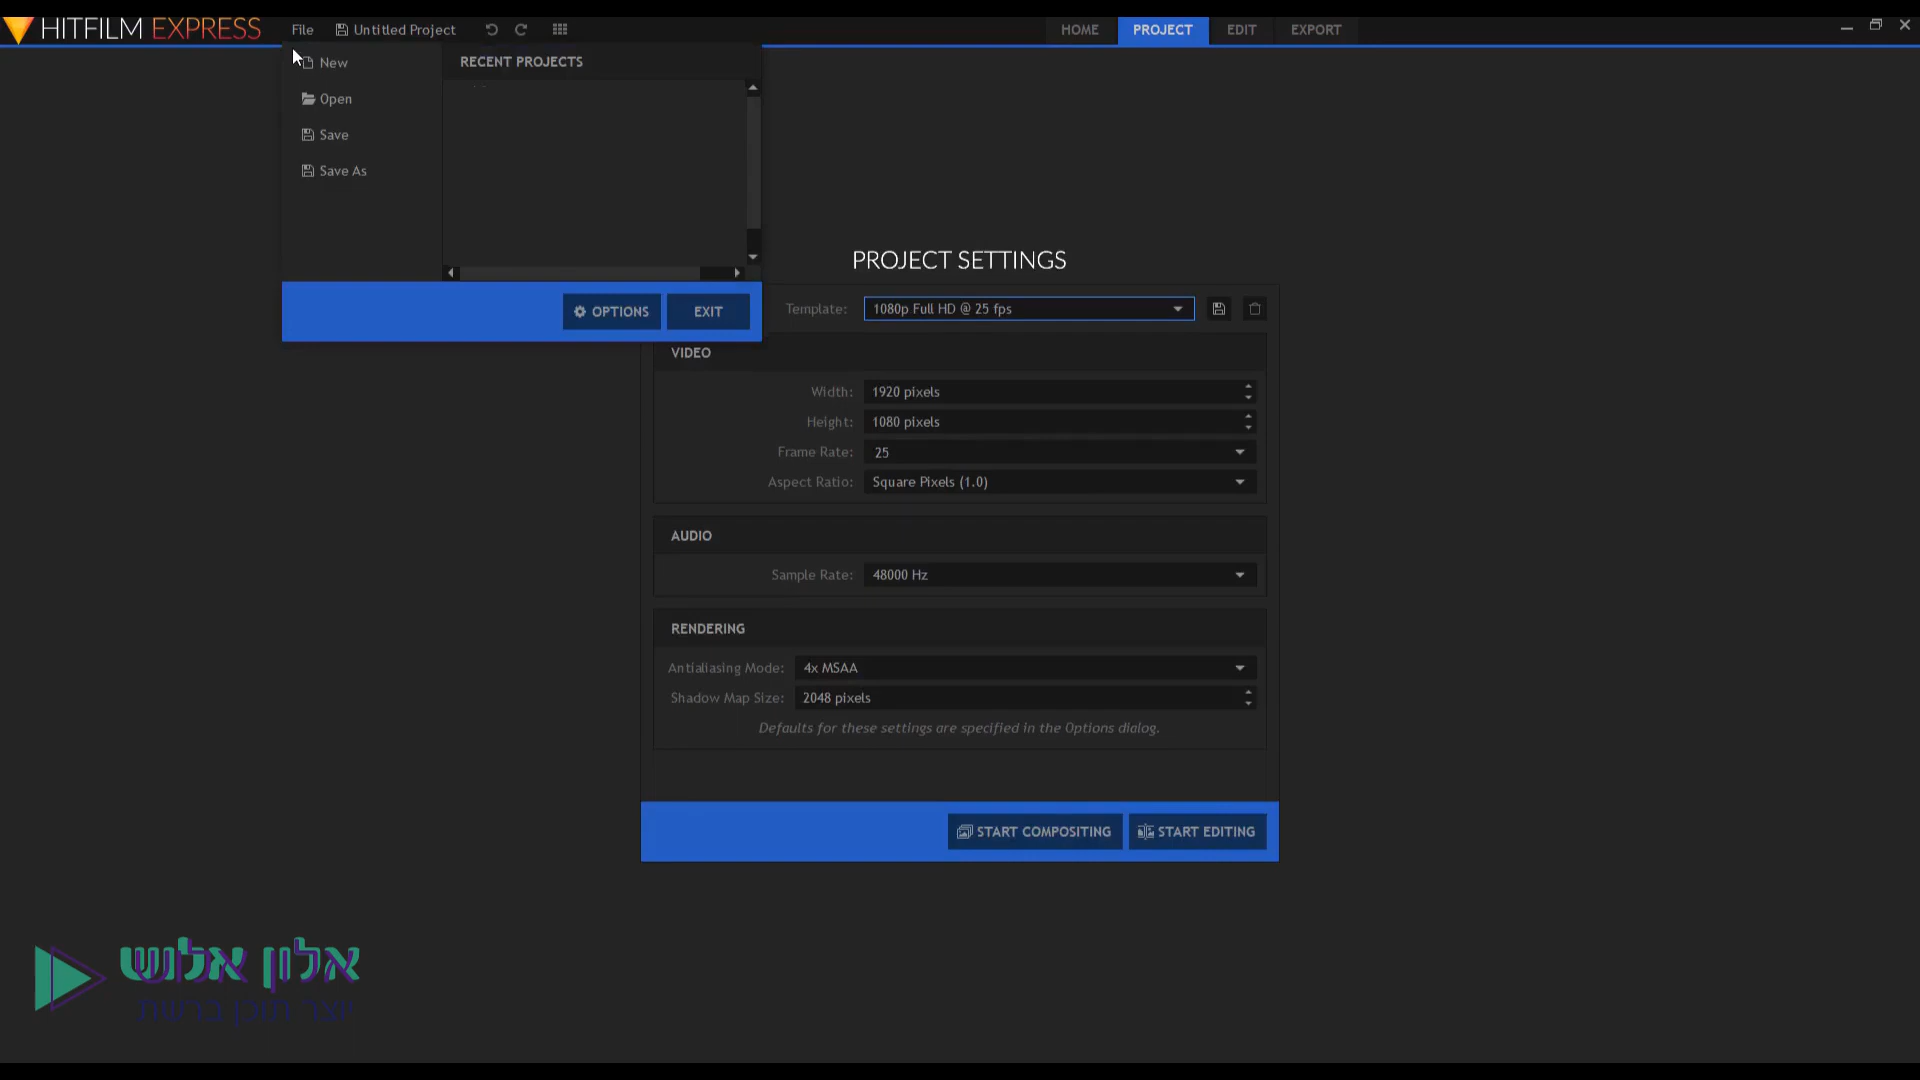 HITFILM EXPRESS
File
Untitled Project
HOME
PROJECT
EDIT
EXPORT
New
Open
Save
Save As
RECENT PROJECTS
OPTIONS
EXIT
PROJECT SETTINGS
Template: 1080p Full HD @ 25 fps
VIDEO
Width: 1920 pixels
Height: 1080 pixels
Frame Rate: 25
Aspect Ratio: Square Pixels (1.0)
AUDIO
Sample Rate: 48000 Hz
RENDERING
Antialiasing Mode: 4x MSAA
Shadow Map Size: 2048 pixels
Defaults for these settings are specified in the Options dialog.
START COMPOSITING
START EDITING
אלון אלוש
יוצר תוכן ברשת